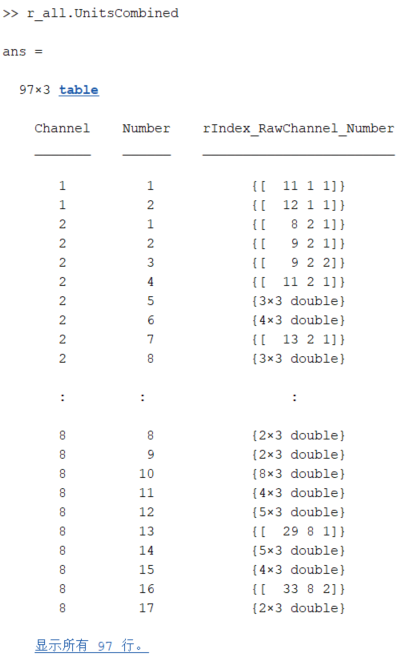 >> r_all.UnitsCombined
ans =
97×3 table
Channel Number rIndex_RawChannel_Number
1 1 {[ 11 1 1]}
1 2 {[ 12 1 1]}
2 1 {[ 8 2 1]}
2 2 {[ 9 2 1]}
2 3 {[ 9 2 2]}
2 4 {[ 11 2 1]}
2 5 {3×3 double}
2 6 {4×3 double}
2 7 {[ 13 2 1]}
2 8 {3×3 double}
: : :
8 8 {2×3 double}
8 9 {2×3 double}
8 10 {8×3 double}
8 11 {4×3 double}
8 12 {5×3 double}
8 13 {[ 29 8 1]}
8 14 {5×3 double}
8 15 {4×3 double}
8 16 {[ 33 8 2]}
8 17 {2×3 double}
显示所有 97 行。